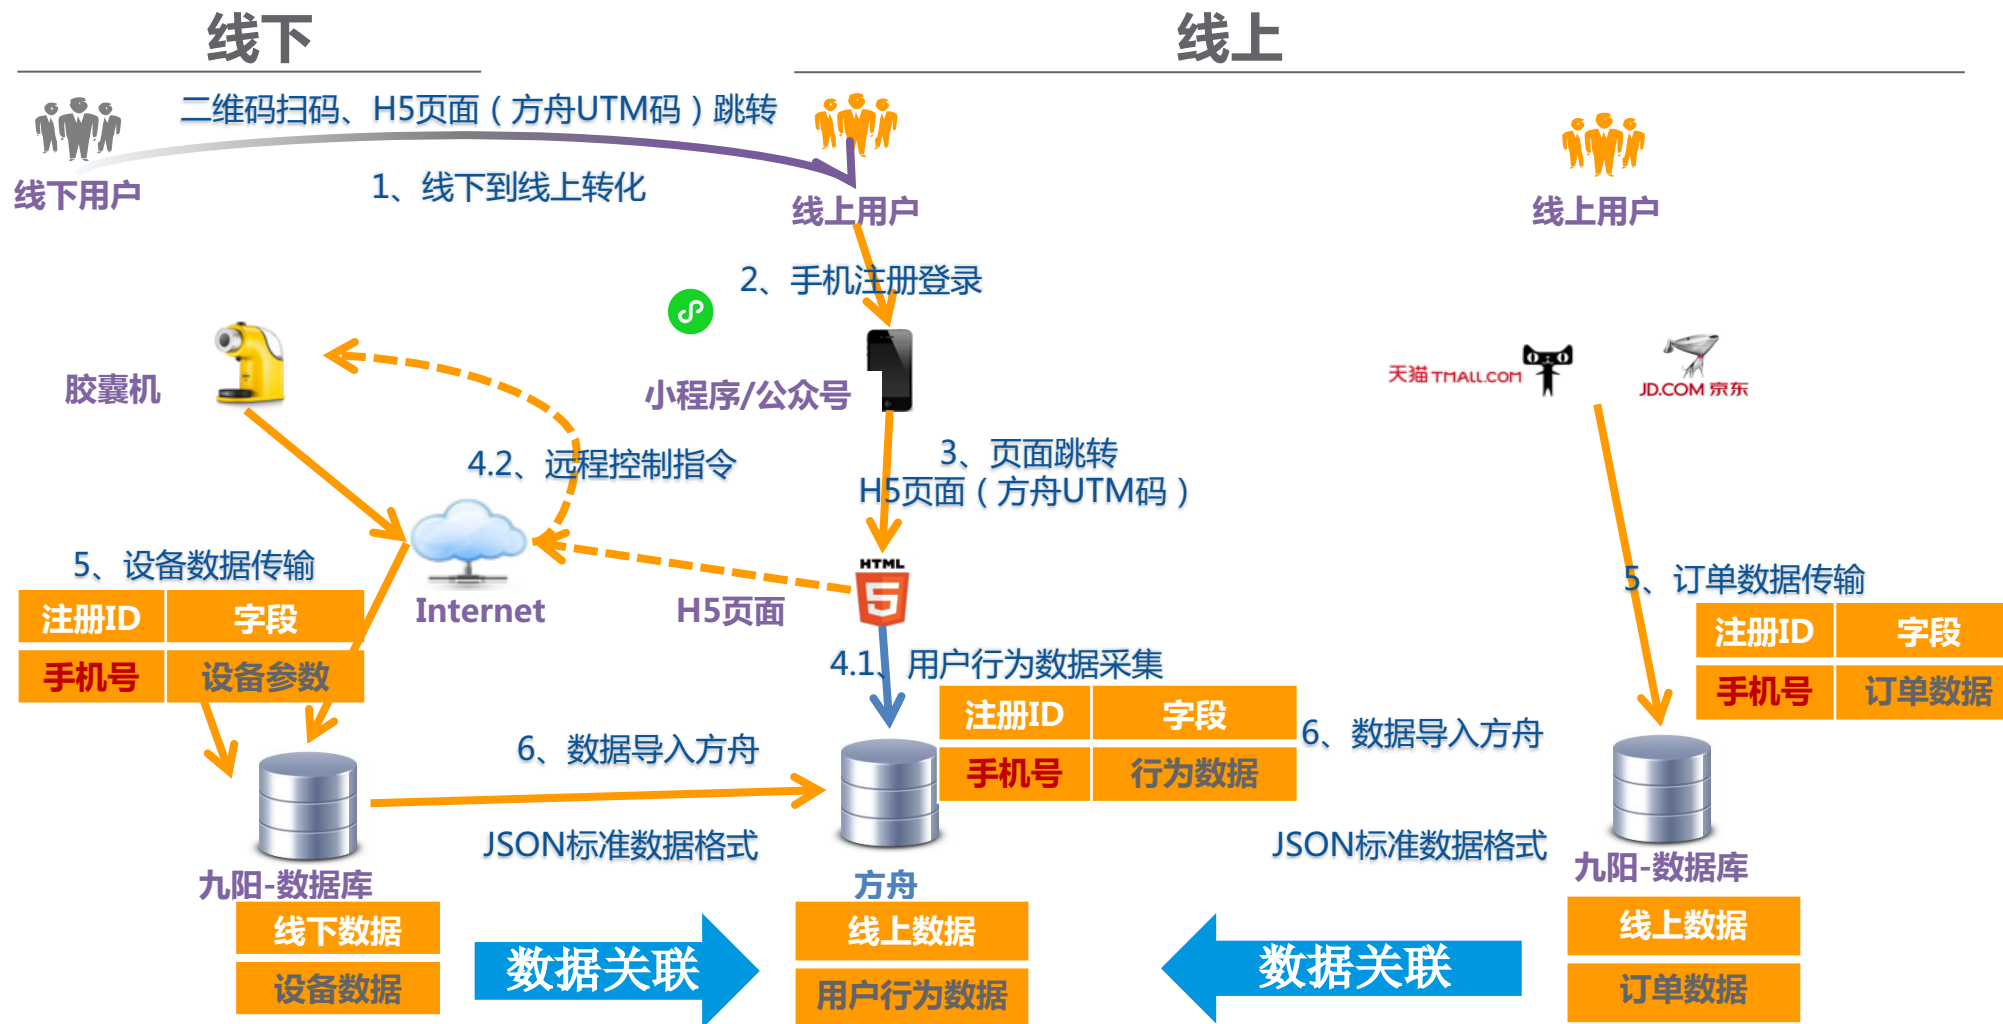 线下
线上
二维码扫码、H5页面（方舟UTM码）跳转
1、线下到线上转化
线下用户
线上用户
线上用户
2、手机注册登录
胶囊机
小程序/公众号
天猫 TMALL.COM
JD.COM 京东
4.2、远程控制指令
3、页面跳转
H5页面（方舟UTM码）
HTML
5
Internet
H5页面
5、设备数据传输
注册ID 字段
手机号 设备参数
4.1、用户行为数据采集
注册ID 字段
手机号 行为数据
5、订单数据传输
注册ID 字段
手机号 订单数据
6、数据导入方舟
JSON标准数据格式
6、数据导入方舟
JSON标准数据格式
九阳-数据库
方舟
九阳-数据库
线下数据
设备数据
数据关联
线上数据
用户行为数据
数据关联
线上数据
订单数据